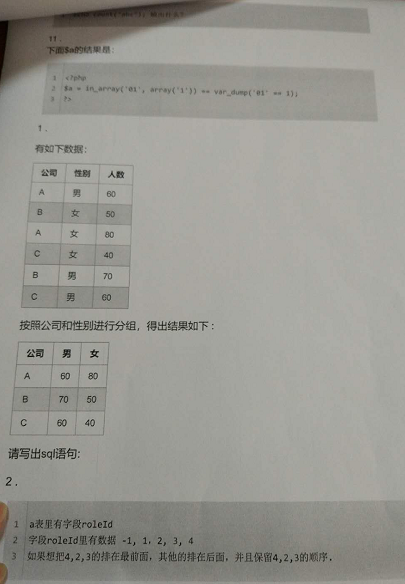 11.
下面$a的结果是:
1 <?php
2 $a = in_array('01', array('1')) == var_dump('01' == 1);
3 ?>
1.
有如下数据:
公司 性别 人数
A 男 60
B 女 50
A 女 80
C 女 40
B 男 70
C 男 60
按照公司和性别进行分组，得出结果如下：
公司 男 女
A 60 80
B 70 50
C 60 40
请写出sql语句:
2.
1 a表里有字段roleId
2 字段roleId里有数据 -1, 1, 2, 3, 4
3 如果想把4,2,3的排在最前面，其他的排在后面，并且保留4,2,3的顺序，